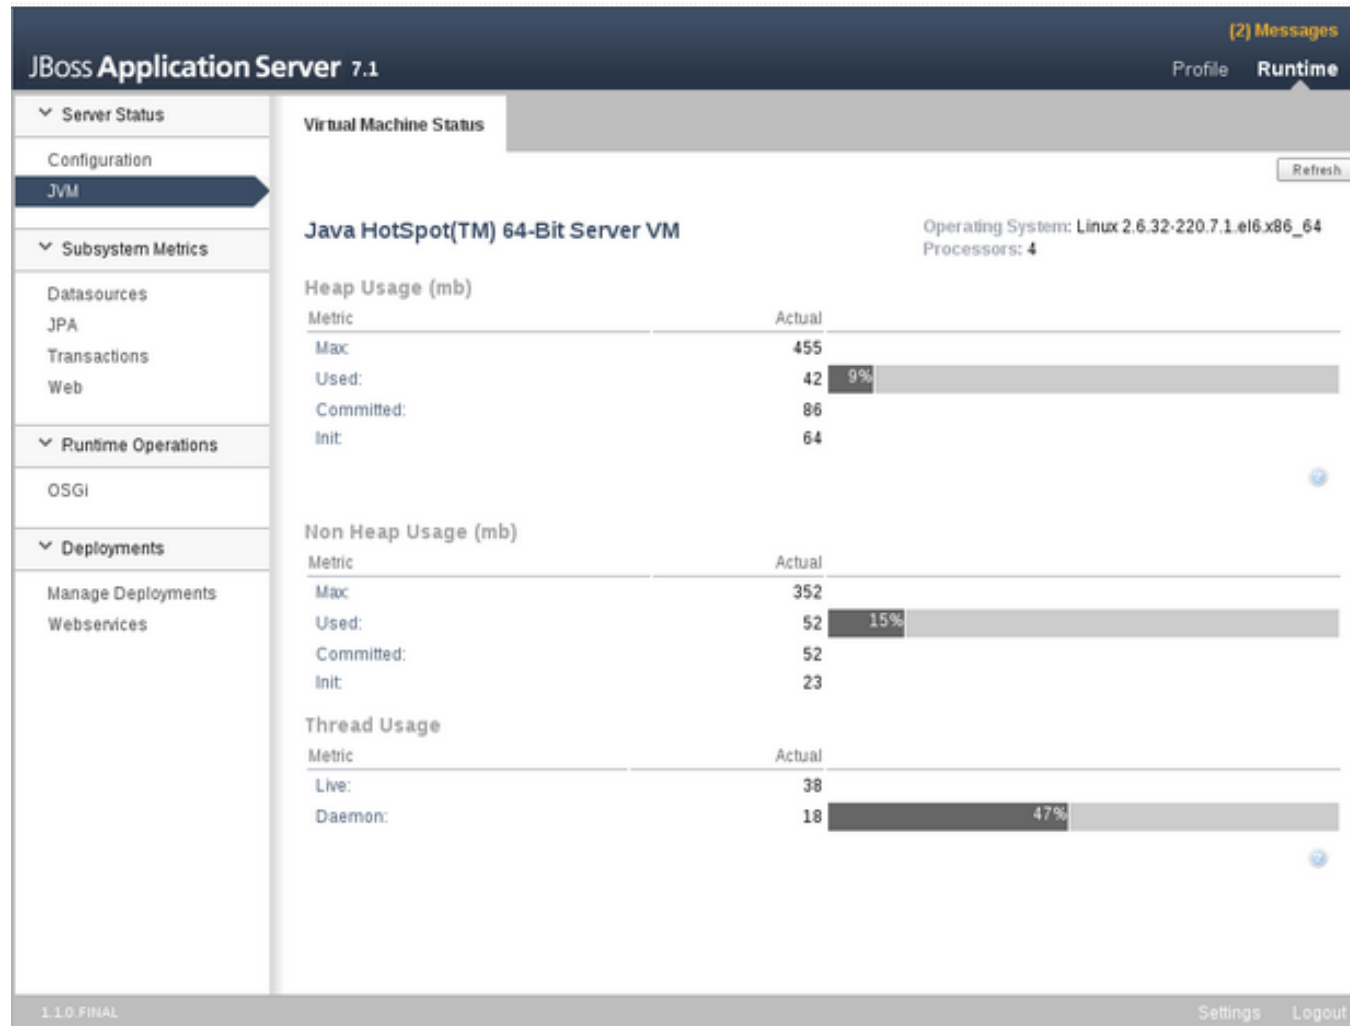 (2) Messages
JBoss Application Server 7.1
Profile Runtime
Server Status
Configuration
JVM
Subsystem Metrics
Datasources
JPA
Transactions
Web
Runtime Operations
OSGi
Deployments
Manage Deployments
Webservices
Virtual Machine Status
Refresh
Java HotSpot(TM) 64-Bit Server VM
Operating System: Linux 2.6.32-220.7.1.el6.x86_64
Processors: 4
Heap Usage (mb)
Metric Actual
Max: 455
Used: 42 9%
Committed: 86
Init: 64
Non Heap Usage (mb)
Metric Actual
Max: 352
Used: 52 15%
Committed: 52
Init: 23
Thread Usage
Metric Actual
Live: 38
Daemon: 18 47%
1.1.0.FINAL
Settings Logout